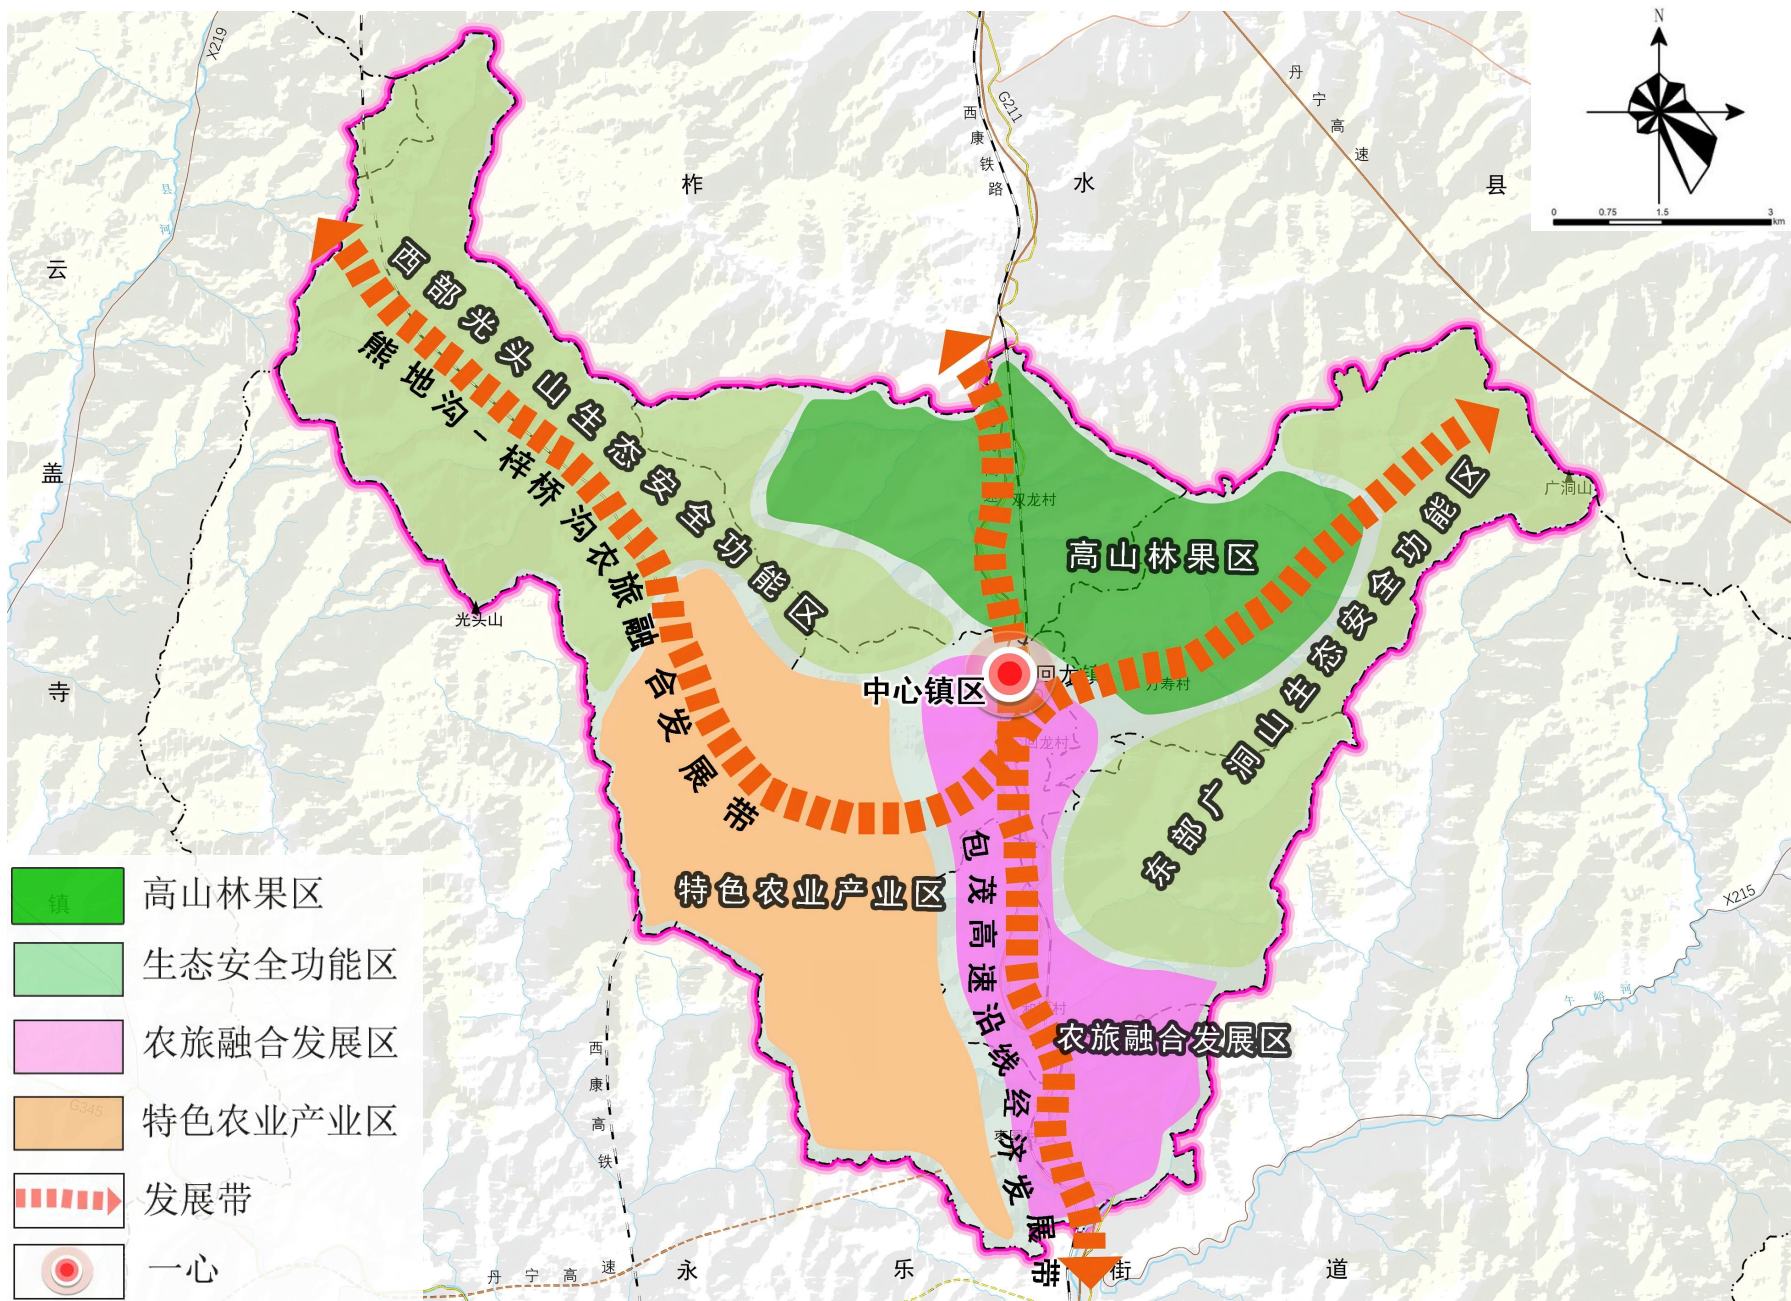 N
0 0.75 1.5 3 km
X219
G211
丹宁高速
西康铁路
柞水县
县河
云盖寺镇
西部光头山生态安全功能区
熊地沟-梓桥沟农旅融合发展带
双龙村
高山林果区
广洞山
光头山
中心镇区
万寿村
回龙村
东部广洞山生态安全功能区
特色农业产业区
包茂高速沿线经济发展带
农旅融合发展区
X215
乍峪河
西康高铁
丹宁高速
永乐街道
G345
高山林果区
生态安全功能区
农旅融合发展区
特色农业产业区
发展带
一心